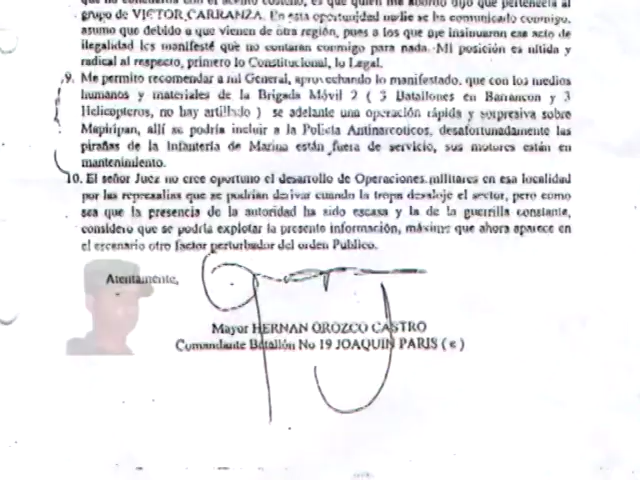 que no concuerda con el acento costeño, es que quien me abordó dijo que pertenecía al
grupo de VICTOR CARRANZA. En esta oportunidad nadie se ha comunicado conmigo,
asumo que debido a que vienen de otra región, pues a los que me insinuaron ese acto de
ilegalidad les manifesté que no contaran conmigo para nada. MI posición es nítida y
radical al respecto, primero lo Constitucional, lo Legal.
9. Me permito recomendar a mi General, aprovechando lo manifestado, que con los medios
humanos y materiales de la Brigada Móvil 2 ( 3 Batallones en Barrancon y 3
Helicopteros, no hay artillado ) se adelante una operación rápida y sorpresiva sobre
Mapiripan, allí se podría incluir a la Policía Antinarcoticos, desafortunadamente las
pirañas de la Infantería de Marina están fuera de servicio, sus motores están en
mantenimiento.
10. El señor Juez no cree oportuno el desarrollo de Operaciones militares en esa localidad
por las represalias que se podrían derivar cuando la tropa desaloje el sector, pero como
sea que la presencia de la autoridad ha sido escasa y la de la guerrilla constante,
considero que se podría explotar la presente información, máxime que ahora aparece en
el escenario otro factor perturbador del orden Publico.
Atentamente,
Mayor HERNAN OROZCO CASTRO
Comandante Batallón No 19 JOAQUIN PARIS ( e )